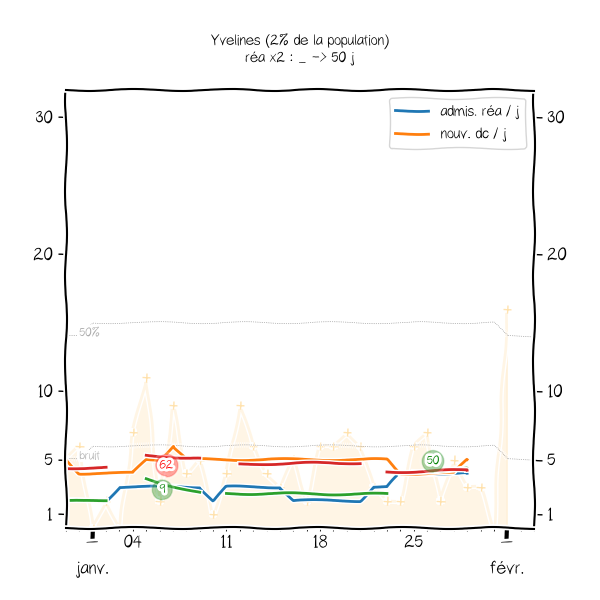 Yvelines (2% de la population)
réa x2 : _ -> 50 j
admis. réa / j
nouv. dc / j
30
30
20
20
50%
10
10
62
50
bruit
5
5
9
1
1
04
11
18
25
janv.
févr.